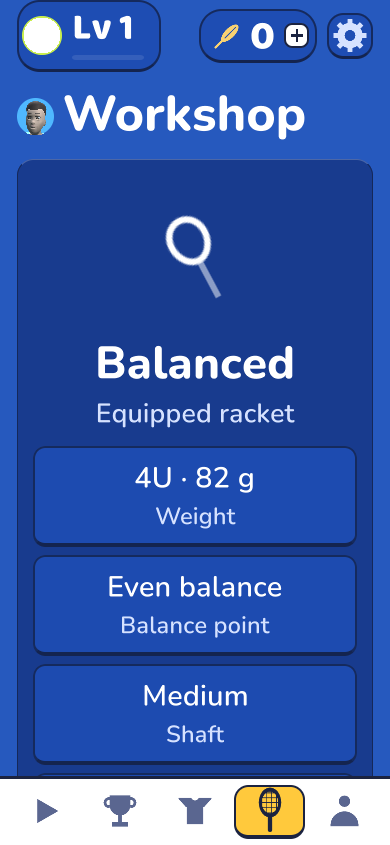 Lv 1
0
Workshop
Balanced
Equipped racket
4U · 82 g
Weight
Even balance
Balance point
Medium
Shaft